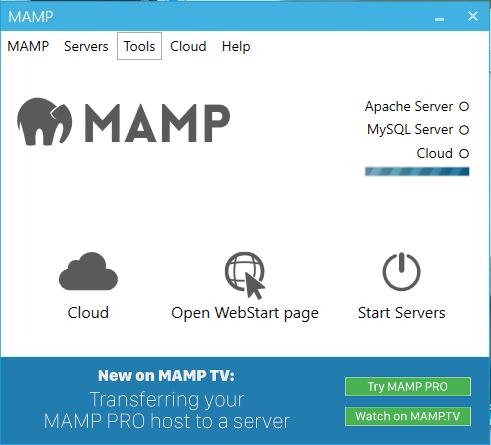 MAMP
MAMP Servers Tools Cloud Help
MAMP
Apache Server
MySQL Server
Cloud
Cloud
Open WebStart page
Start Servers
New on MAMP TV:
Transferring your
MAMP PRO host to a server
Try MAMP PRO
Watch on MAMP.TV